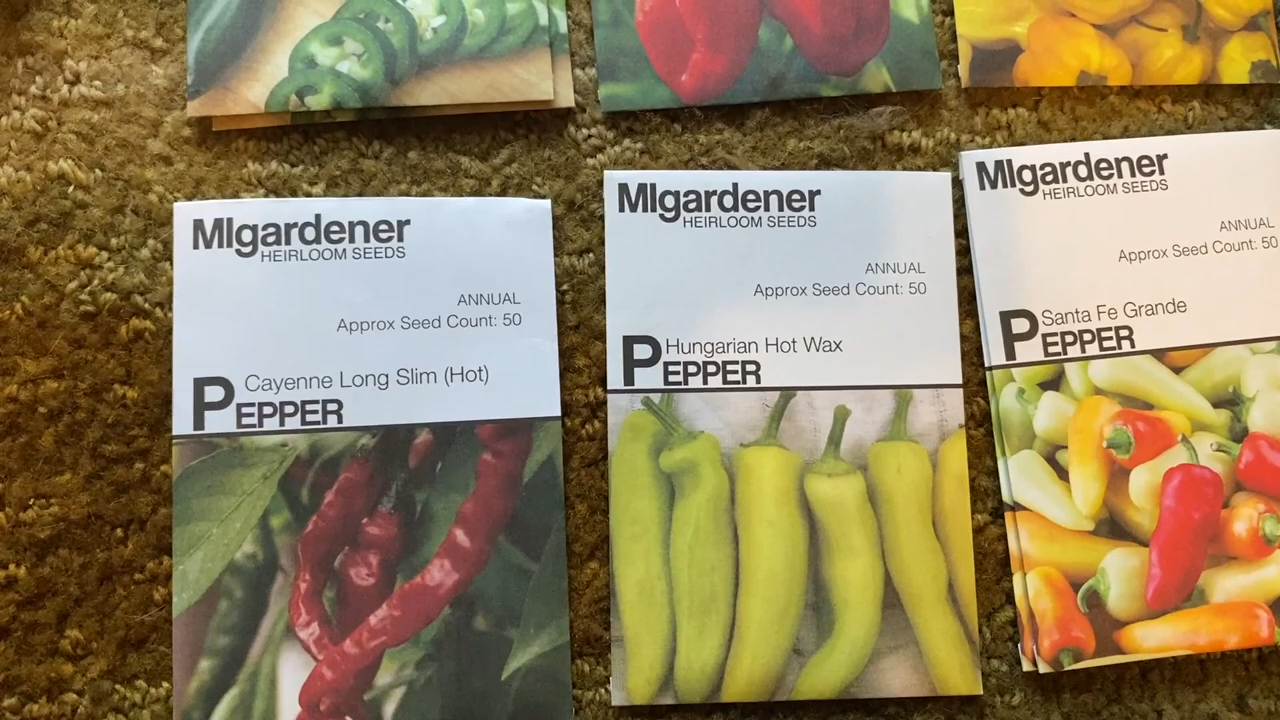 MIgardener
HEIRLOOM SEEDS
ANNUAL
Approx Seed Count: 50
Cayenne Long Slim (Hot)
PEPPER
MIgardener
HEIRLOOM SEEDS
ANNUAL
Approx Seed Count: 50
Hungarian Hot Wax
PEPPER
MIgardener
HEIRLOOM SEEDS
ANNUAL
Approx Seed Count: 50
Santa Fe Grande
PEPPER